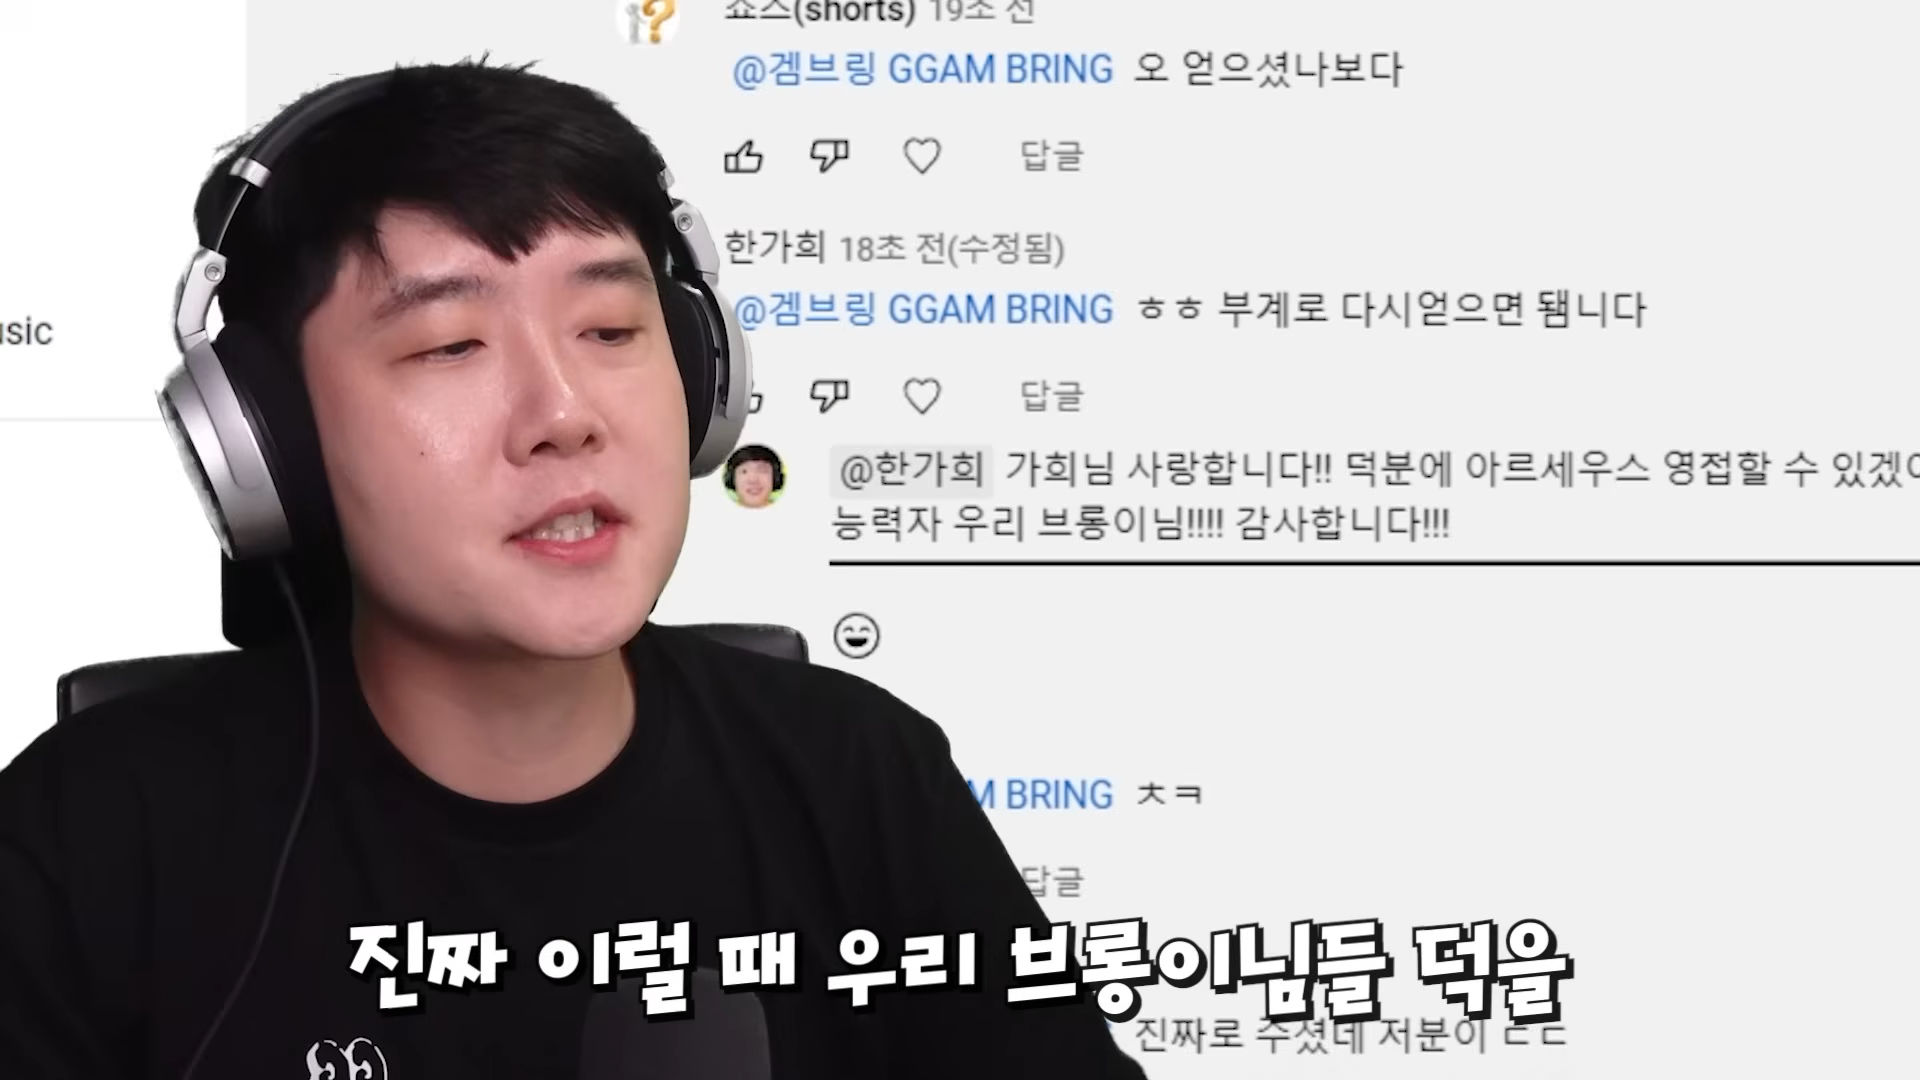 쇼스(shorts) 19초 전
@겜브링 GGAM BRING 오 얻으셨나보다
답글
한가희 18초 전(수정됨)
@겜브링 GGAM BRING ㅎㅎ 부계로 다시얻으면 됍니다
답글
@한가희 가희님 사랑합니다!! 덕분에 아르세우스 영접할 수
능력자 우리 브롱이님!!!! 감사합니다!!!
BRING ㅊㅋ
답글
진짜 이럴 때 우리 브롱이님들 덕을
진짜로 주셨네 저분이 ㄷㄷ